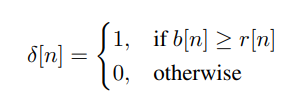 δ[n] = { 1, if b[n] ≥ r[n]
0, otherwise